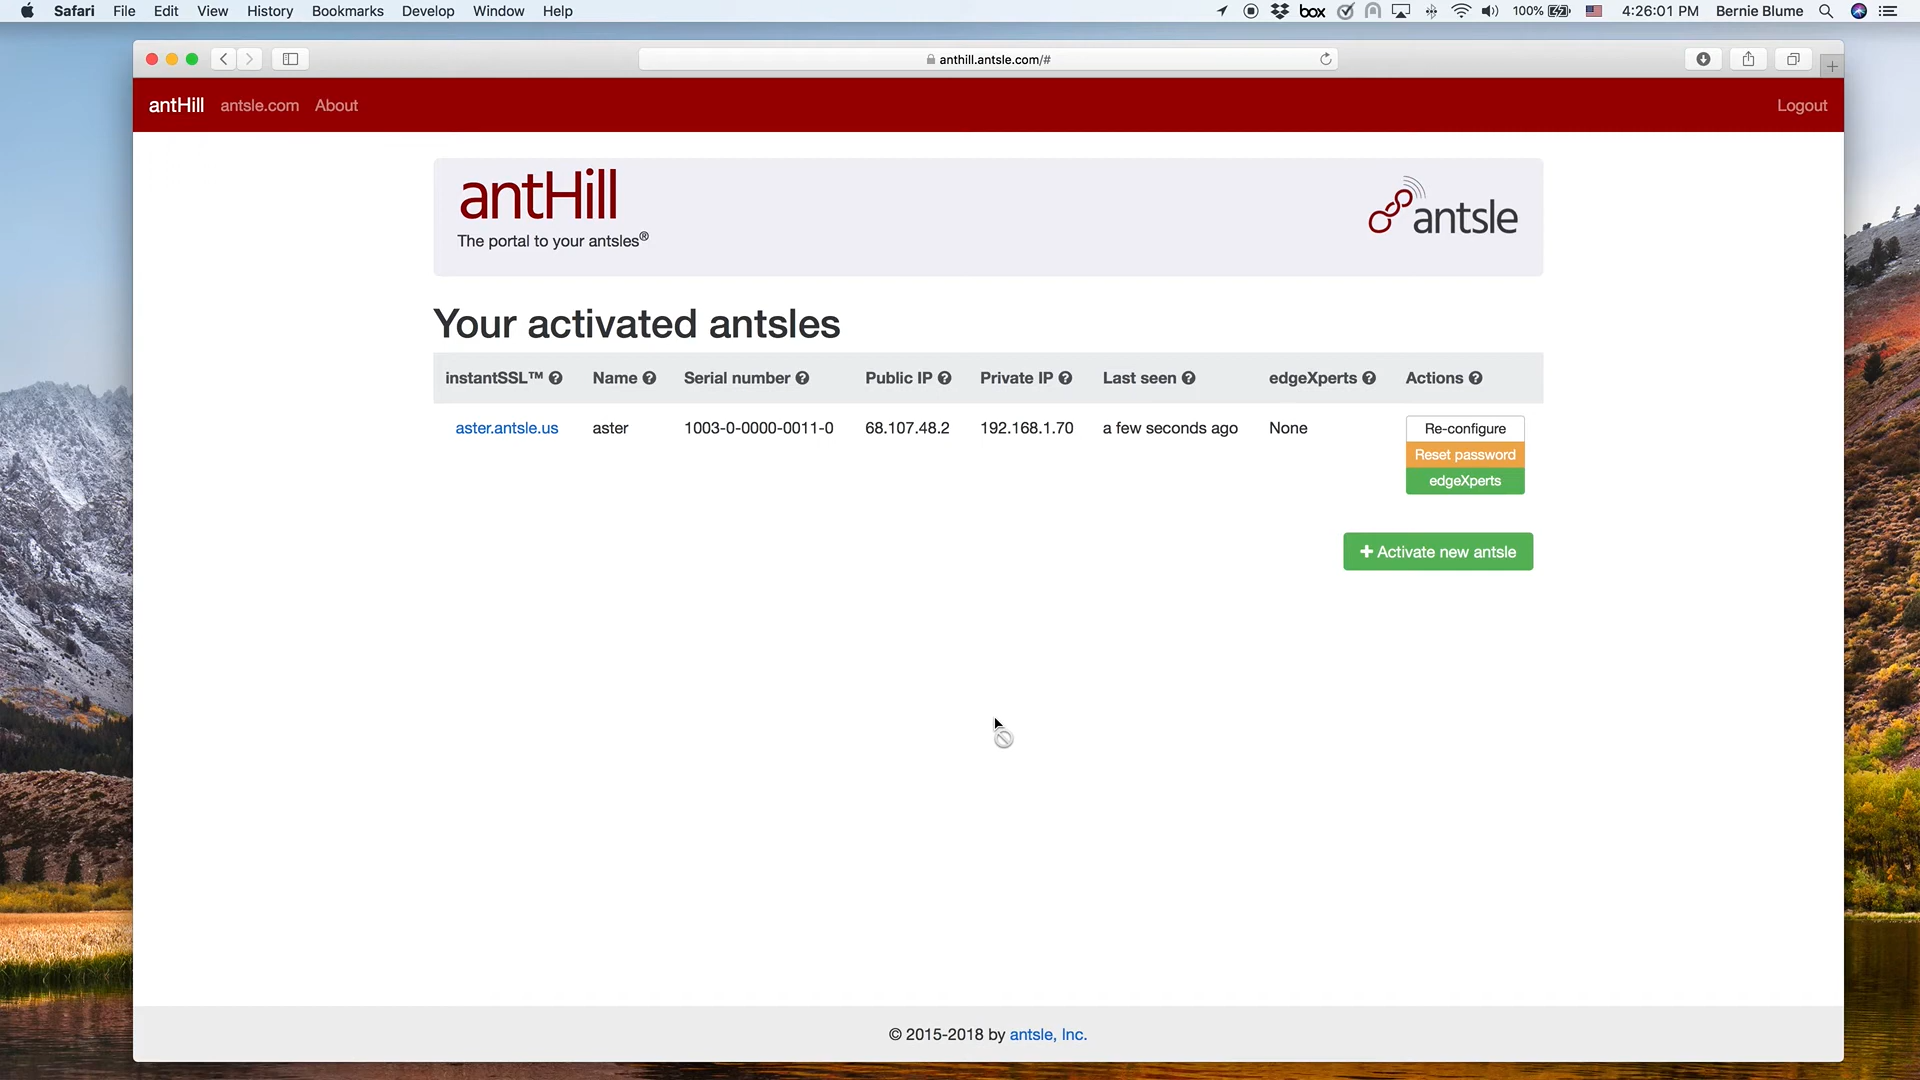 Safari File Edit View History Bookmarks Develop Window Help box 100% 4:26:01 PM Bernie Blume
anthill.antsle.com/#
antHill antsle.com About Logout
antHill
The portal to your antsles®
antsle
Your activated antsles
instantSSL™ Name Serial number Public IP Private IP Last seen edgeXperts Actions
aster.antsle.us aster 1003-0-0000-0011-0 68.107.48.2 192.168.1.70 a few seconds ago None Re-configure
Reset password
edgeXperts
Activate new antsle
© 2015-2018 by antsle, Inc.